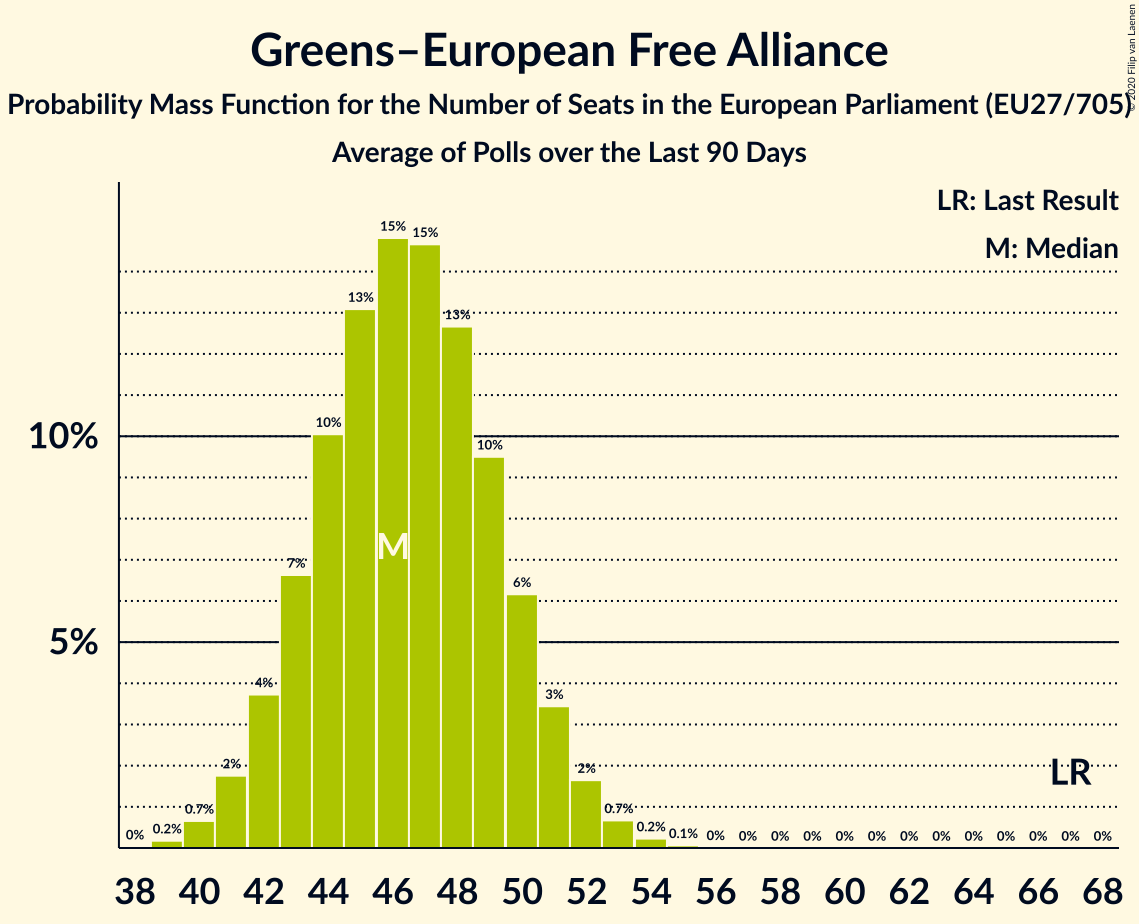 © 2020 Filip van Laenen
Greens–European Free Alliance
Probability Mass Function for the Number of Seats in the European Parliament (EU27/705)
Average of Polls over the Last 90 Days
LR: Last Result
M: Median
15% 15%
13% 13%
10% 10%
10%
M
7% 6%
5%
4% 3%
2% 2% LR
0% 0.2% 0.7% 0.7% 0.2% 0.1% 0% 0% 0% 0% 0% 0% 0% 0% 0% 0% 0% 0% 0%
38 40 42 44 46 48 50 52 54 56 58 60 62 64 66 68